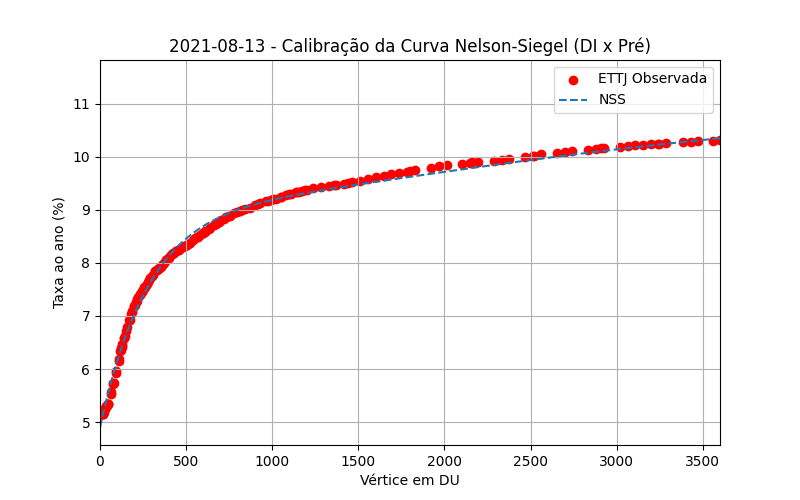 2021-08-13 - Calibração da Curva Nelson-Siegel (DI x Pré)
ETTJ Observada
NSS
Taxa ao ano (%)
11
10
9
8
7
6
5
0 500 1000 1500 2000 2500 3000 3500
Vértice em DU